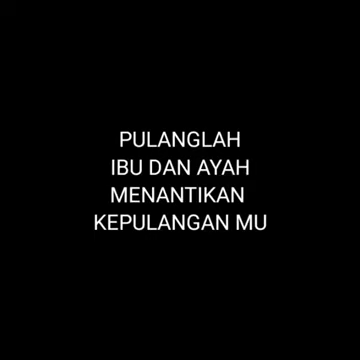 PULANGLAH
IBU DAN AYAH
MENANTIKAN
KEPULANGAN MU